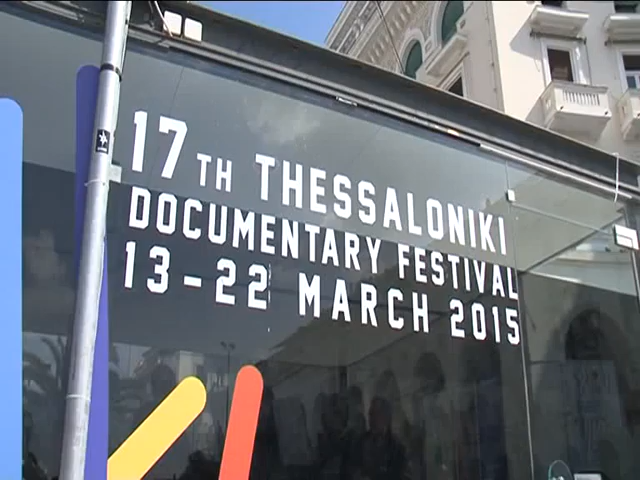 17TH THESSALONIKI
DOCUMENTARY FESTIVAL
13-22 MARCH 2015